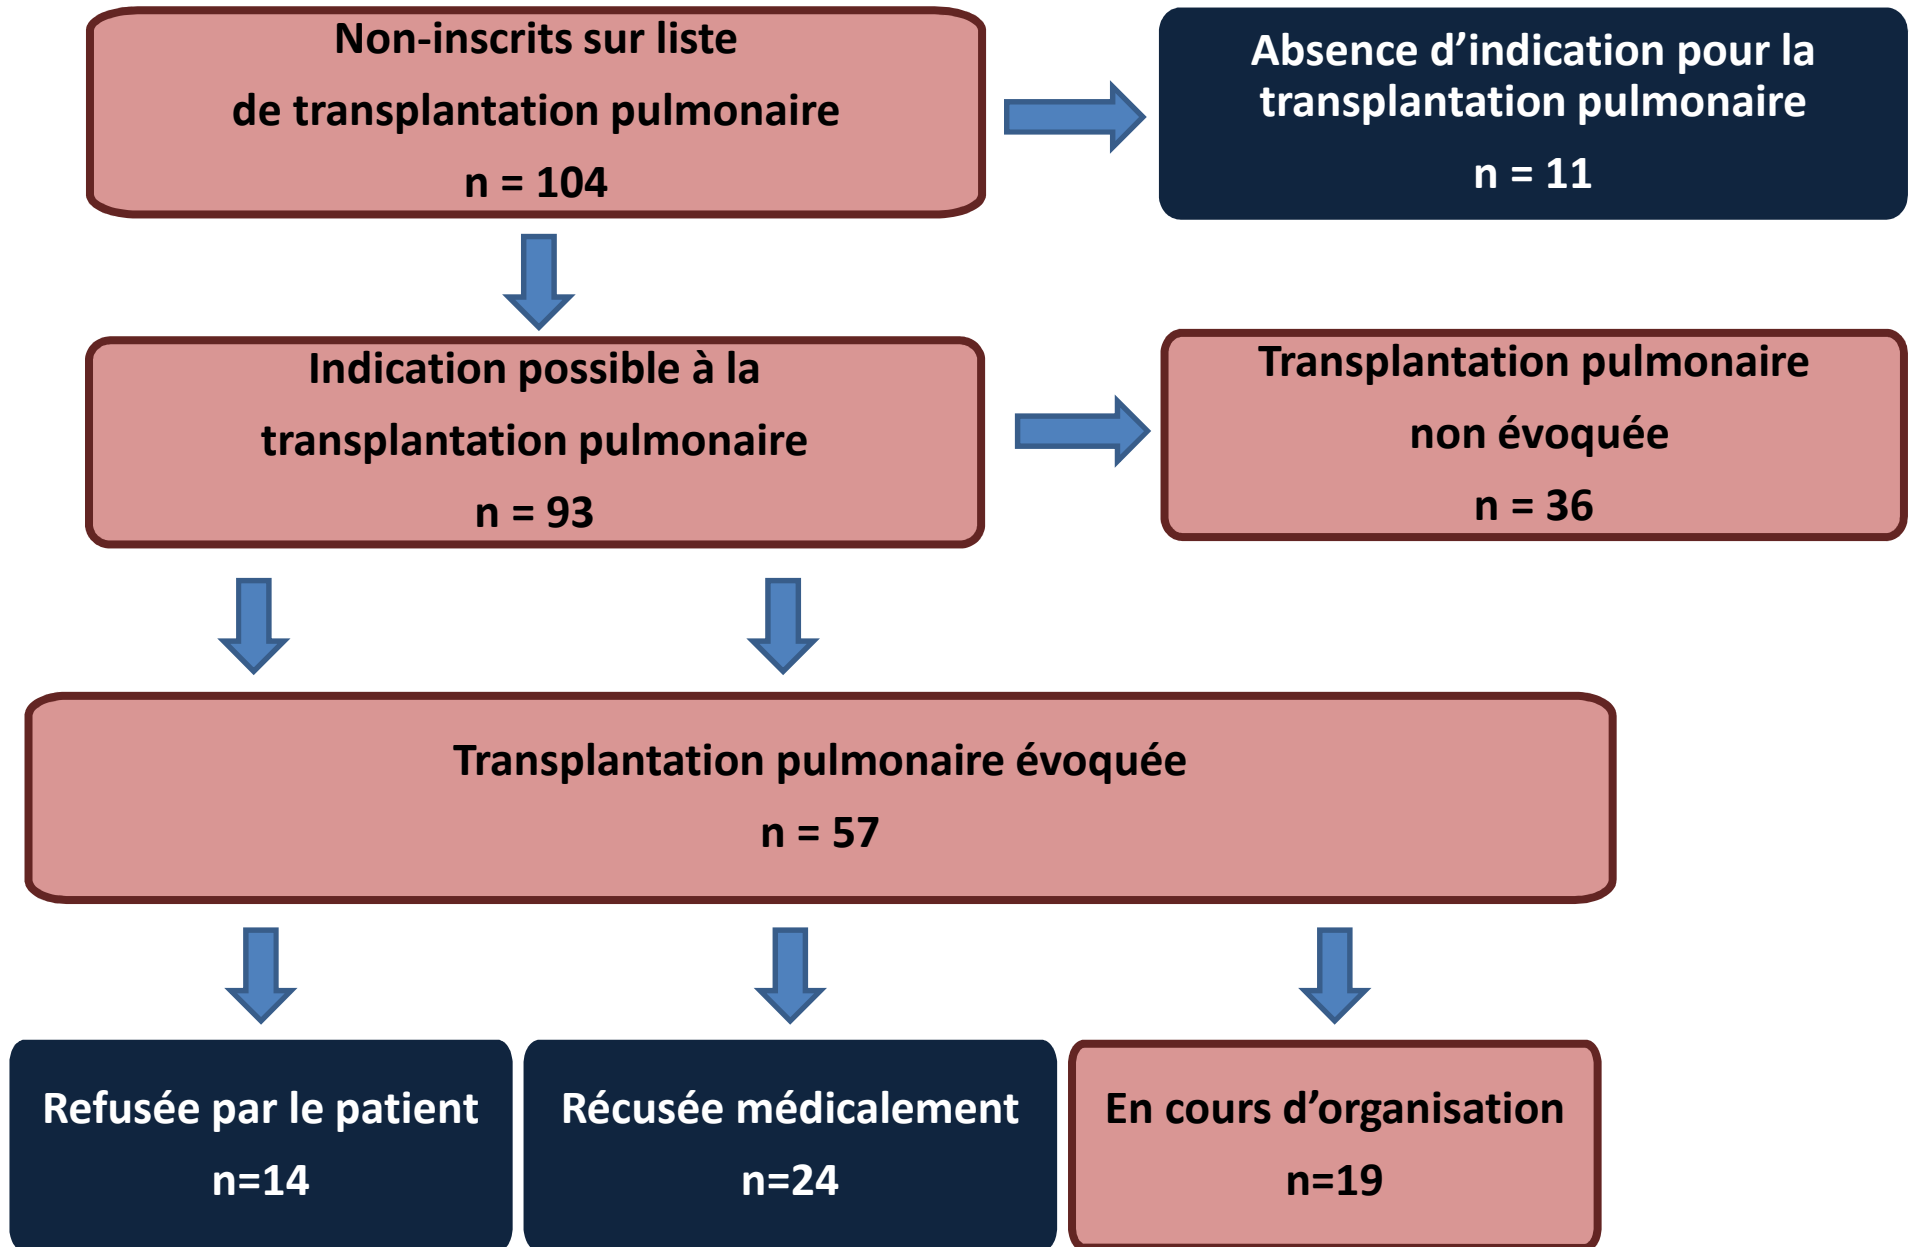 Non-inscrits sur liste
de transplantation pulmonaire
n = 104
Absence d’indication pour la
transplantation pulmonaire
n = 11
Indication possible à la
transplantation pulmonaire
n = 93
Transplantation pulmonaire
non évoquée
n = 36
Transplantation pulmonaire évoquée
n = 57
Refusée par le patient
n=14
Récusée médicalement
n=24
En cours d’organisation
n=19